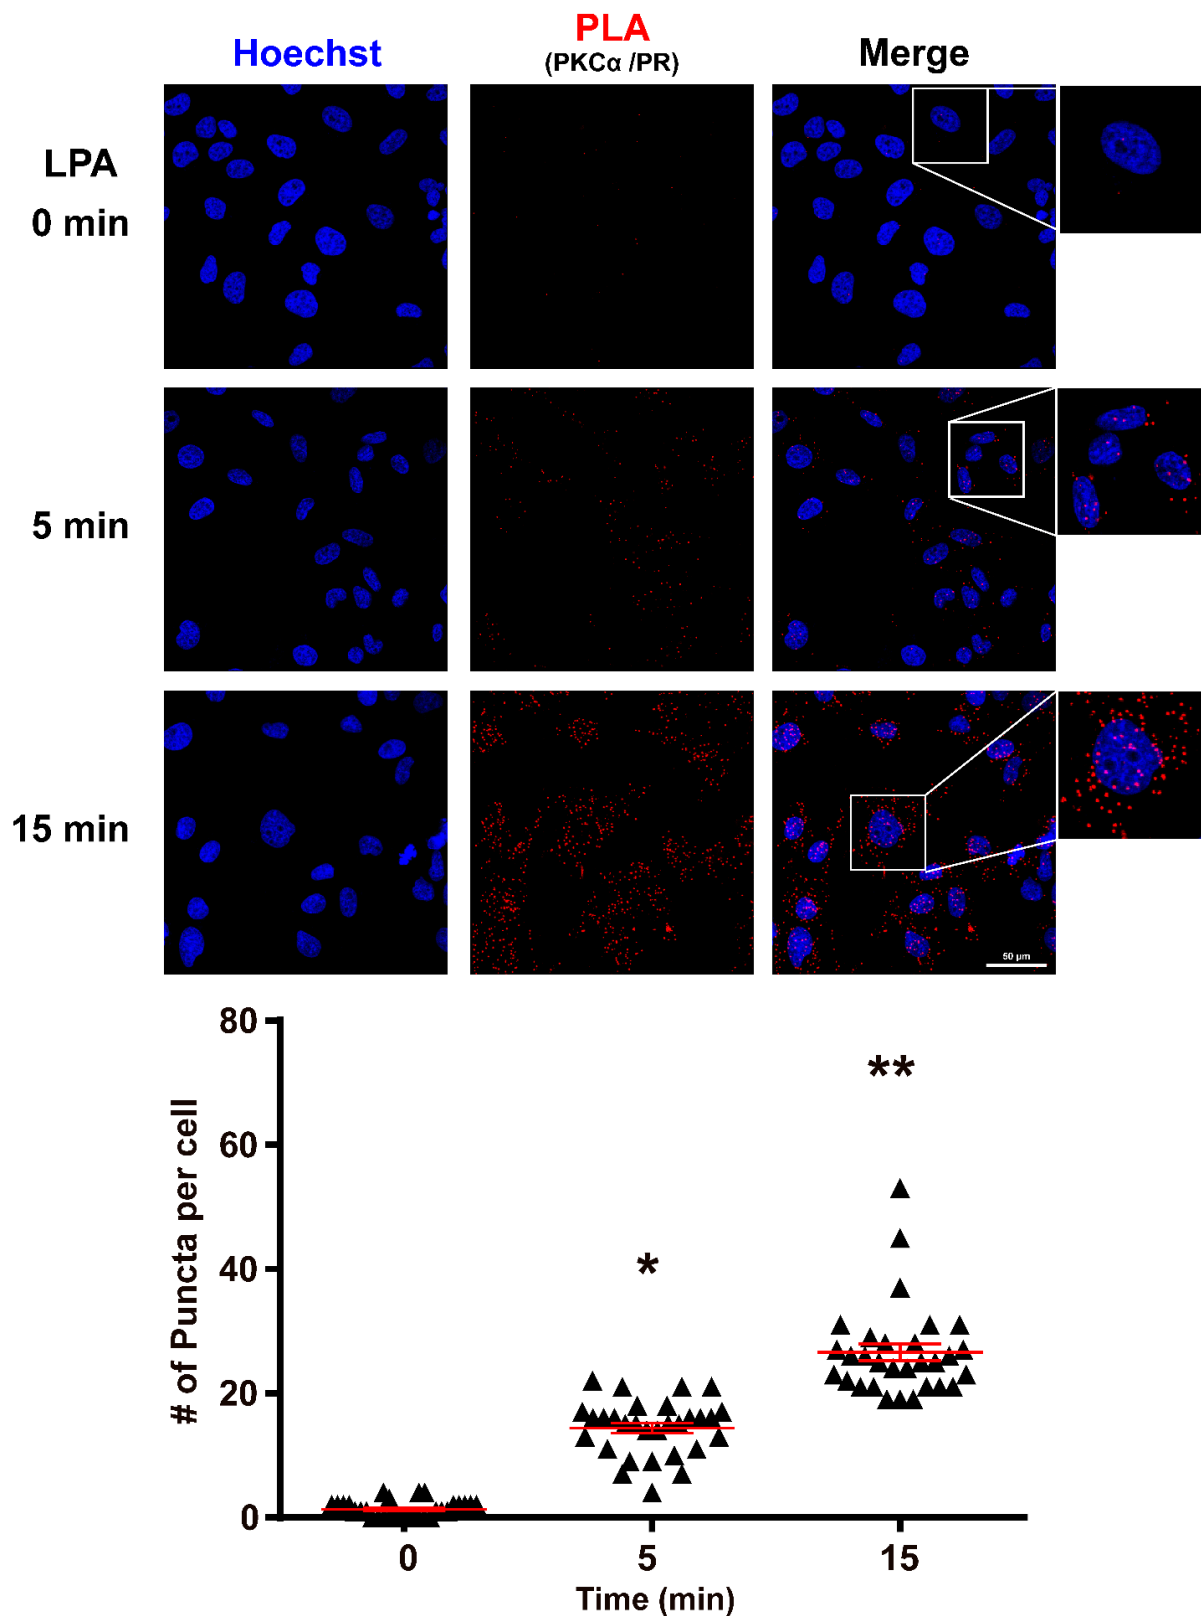 Hoechst
PLA
(PKCα /PR)
Merge
LPA
0 min
5 min
15 min
50 µm
80
60
40
20
0
# of Puncta per cell
*
**
0
5
15
Time (min)